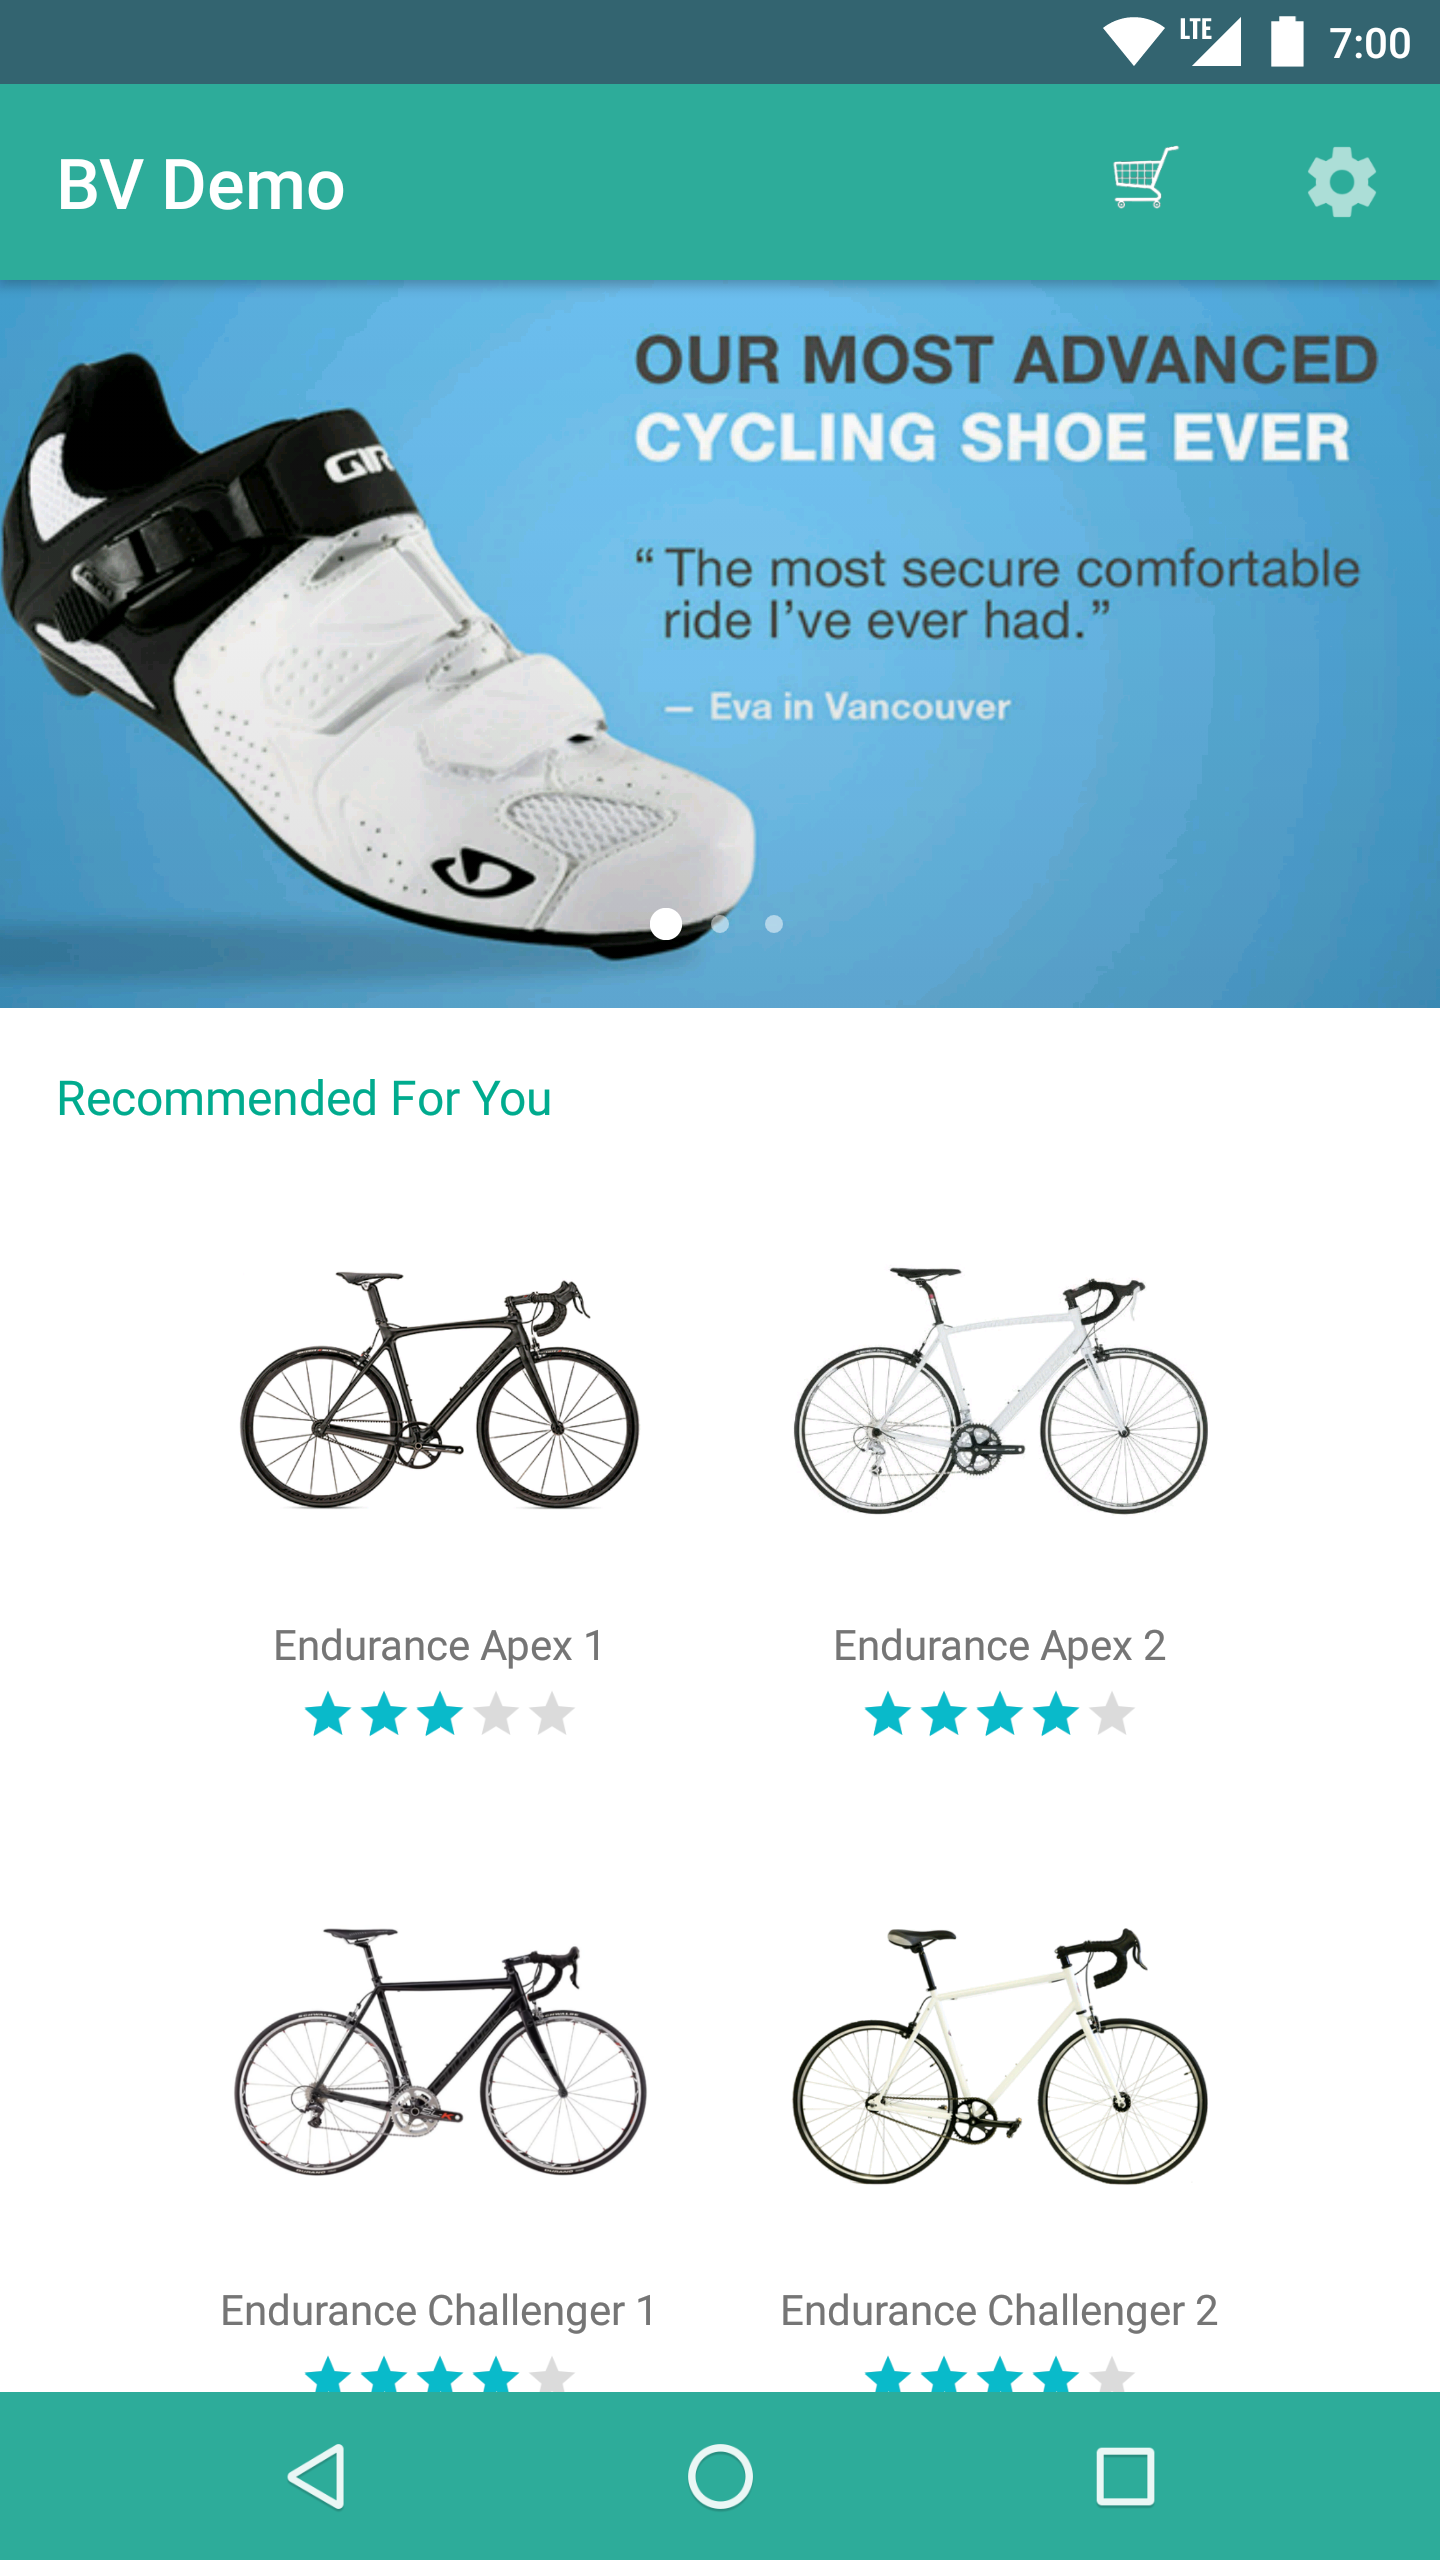 LTE 7:00
BV Demo
OUR MOST ADVANCED
CYCLING SHOE EVER
“ The most secure comfortable
ride I’ve ever had.”
— Eva in Vancouver
Recommended For You
Endurance Apex 1
Endurance Apex 2
Endurance Challenger 1
Endurance Challenger 2